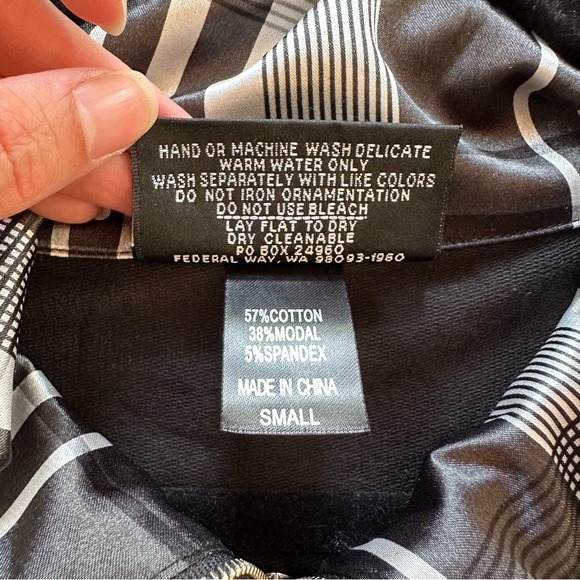 HAND OR MACHINE WASH DELICATE
WARM WATER ONLY
WASH SEPARATELY WITH LIKE COLORS
DO NOT IRON ORNAMENTATION
DO NOT USE BLEACH
LAY FLAT TO DRY
DRY CLEANABLE
PO BOX 24960
FEDERAL WAY, WA 98093-1960
57%COTTON
38%MODAL
5%SPANDEX
MADE IN CHINA
SMALL